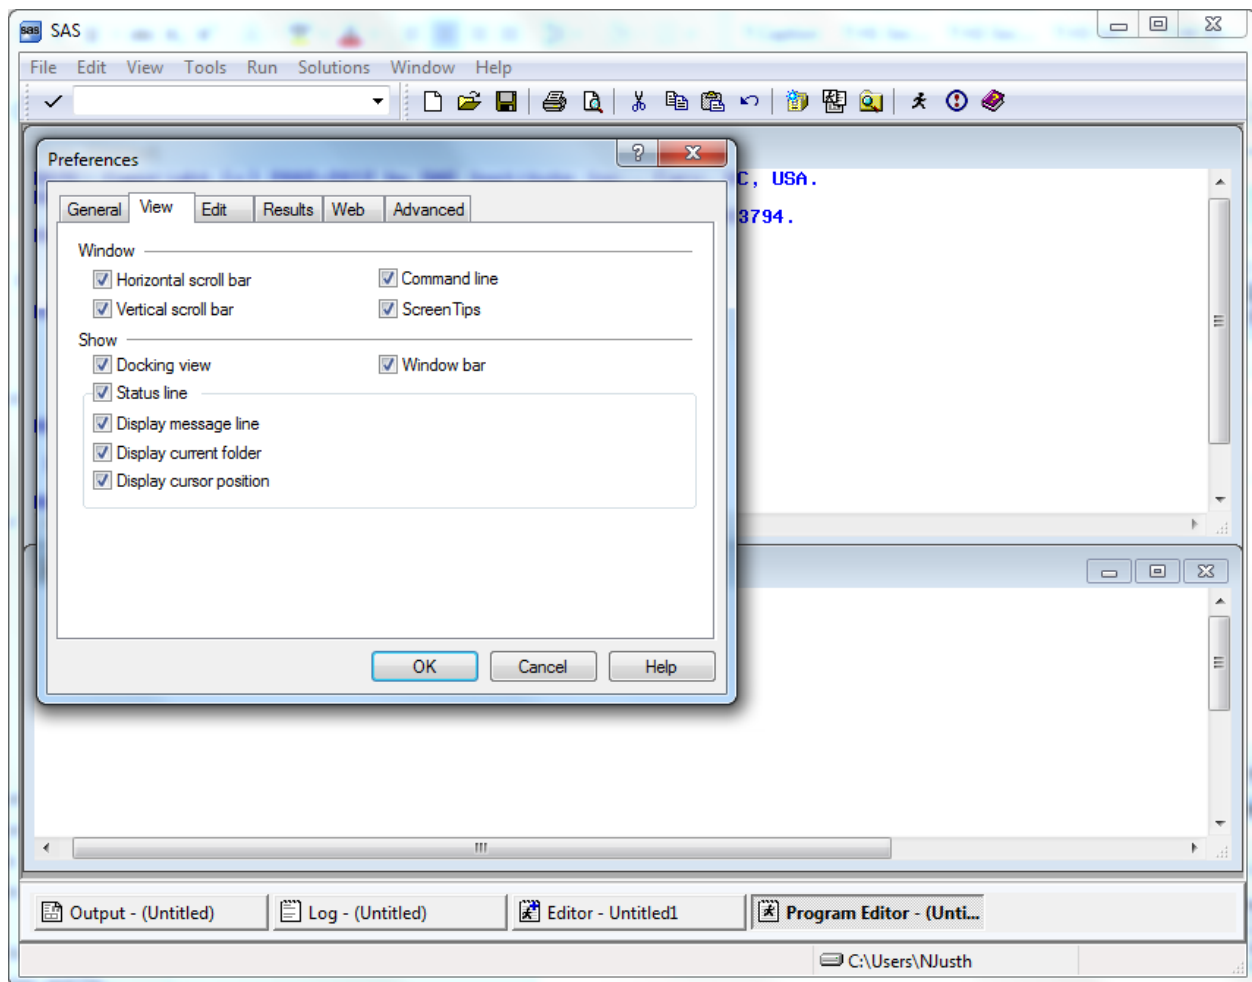 SAS
File Edit View Tools Run Solutions Window Help
Preferences
C, USA.
General View Edit Results Web Advanced
3794.
Window
Horizontal scroll bar Command line
Vertical scroll bar ScreenTips
Show
Docking view Window bar
Status line
Display message line
Display current folder
Display cursor position
OK Cancel Help
Output - (Untitled) Log - (Untitled) Editor - Untitled1 Program Editor - (Unti...
C:\Users\NJusth